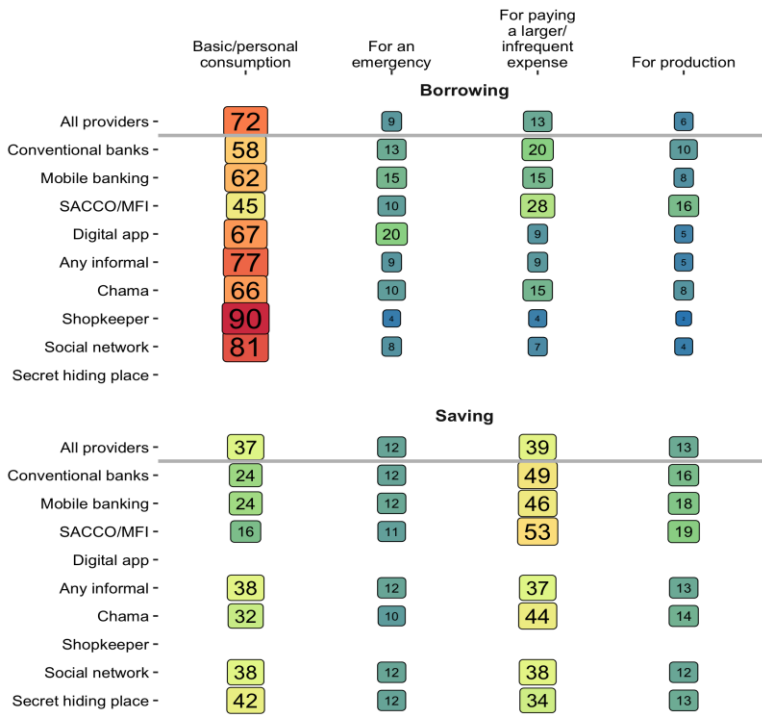 Basic/personal consumption
For an emergency
For paying a larger/ infrequent expense
For production
Borrowing
All providers 72 9 13 6
Conventional banks 58 13 20 10
Mobile banking 62 15 15 8
SACCO/MFI 45 10 28 16
Digital app 67 20 9 5
Any informal 77 9 9 5
Chama 66 10 15 8
Shopkeeper 90 4 4
Social network 81 8 7 4
Secret hiding place
Saving
All providers 37 12 39 13
Conventional banks 24 12 49 16
Mobile banking 24 12 46 18
SACCO/MFI 16 11 53 19
Digital app
Any informal 38 12 37 13
Chama 32 10 44 14
Shopkeeper
Social network 38 12 38 12
Secret hiding place 42 12 34 13